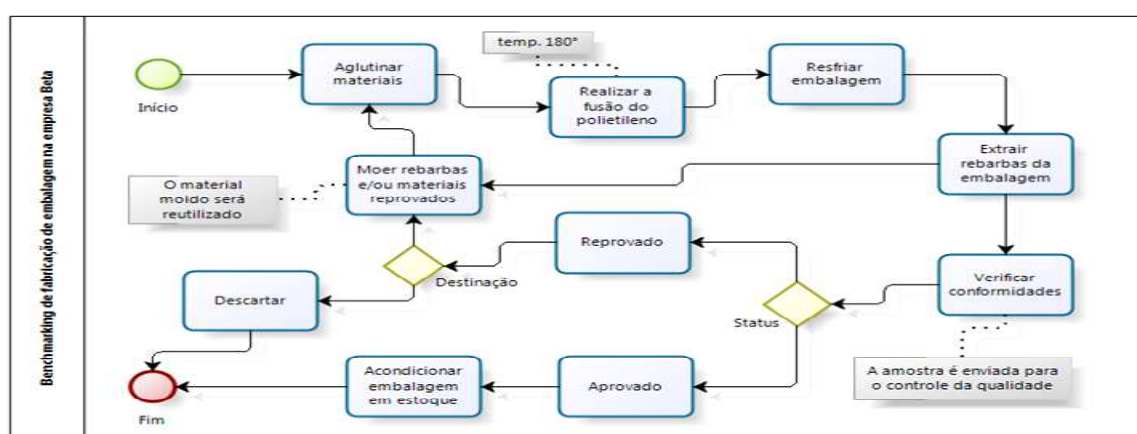 Benchmarking de fabricação de embalagem na empresa Beta
Início
Aglutinar
materiais
temp. 180°
Realizar a
fusão do
polietileno
Resfriar
embalagem
Extrair
rebarbas da
embalagem
Moer rebarbas
e/ou materiais
reprovados
O material
moído será
reutilizado
Reprovado
Destinação
Descartar
Verificar
conformidades
Status
A amostra é enviada para
o controle da qualidade
Aprovado
Acondicionar
embalagem
em estoque
Fim